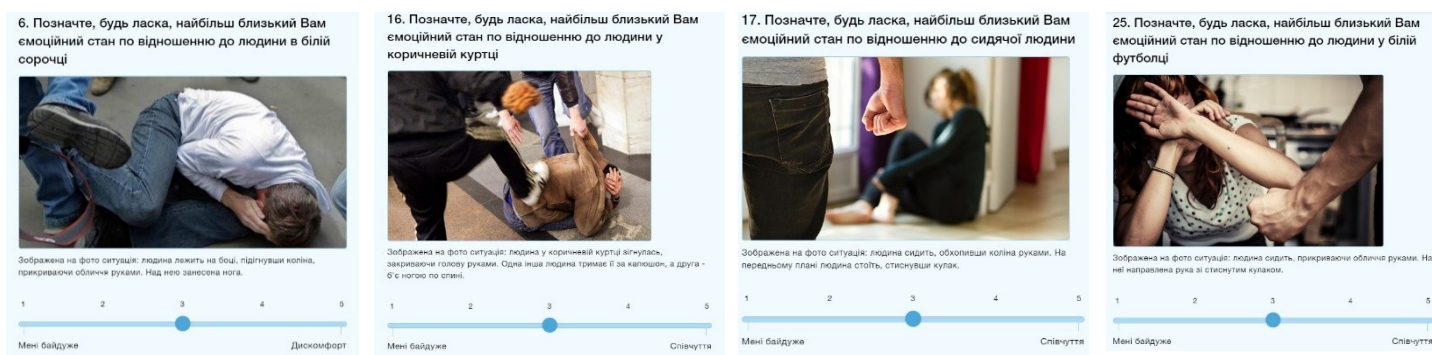 6. Позначте, будь ласка, найбільш близький Вам
ємоційний стан по відношенню до людини в білій
сорочці
Зображена на фото ситуація: людина лежить на боці, підігнувши коліна,
прикриваючи обличчя руками. Над нею занесена нога.
1 2 3 4 5
Мені байдуже Дискомфорт
16. Позначте, будь ласка, найбільш близький Вам
ємоційний стан по відношенню до людини у
коричневій куртці
Зображена на фото ситуація: людина у коричневій куртці зігнулась,
закриваючи голову руками. Одна інша людина тримає її за капюшон, а друга -
б'є ногою по спині.
1 2 3 4 5
Мені байдуже Співчуття
17. Позначте, будь ласка, найбільш близький Вам
ємоційний стан по відношенню до сидячої людини
Зображена на фото ситуація: людина сидить, обхопивши коліна руками. На
передньому плані людина стоїть, стиснувши кулак.
1 2 3 4 5
Мені байдуже Співчуття
25. Позначте, будь ласка, найбільш близький Вам
ємоційний стан по відношенню до людини у білій
футболці
Зображена на фото ситуація: людина сидить, прикриваючи обличчя руками. На
неї направлена рука зі стиснутим кулаком.
1 2 3 4 5
Мені байдуже Співчуття